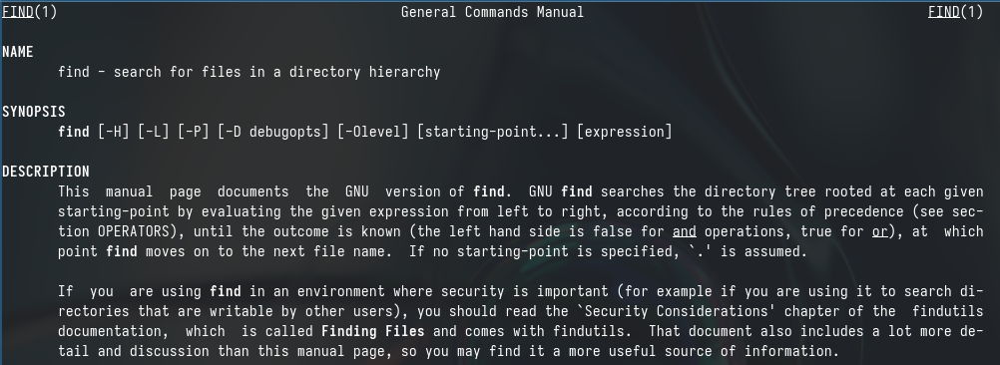 FIND(1) General Commands Manual FIND(1)
NAME
find - search for files in a directory hierarchy
SYNOPSIS
find [-H] [-L] [-P] [-D debugopts] [-Olevel] [starting-point...] [expression]
DESCRIPTION
This manual page documents the GNU version of find. GNU find searches the directory tree rooted at each given
starting-point by evaluating the given expression from left to right, according to the rules of precedence (see sec-
tion OPERATORS), until the outcome is known (the left hand side is false for and operations, true for or), at which
point find moves on to the next file name. If no starting-point is specified, `.' is assumed.
If you are using find in an environment where security is important (for example if you are using it to search di-
rectories that are writable by other users), you should read the `Security Considerations' chapter of the findutils
documentation, which is called Finding Files and comes with findutils. That document also includes a lot more de-
tail and discussion than this manual page, so you may find it a more useful source of information.